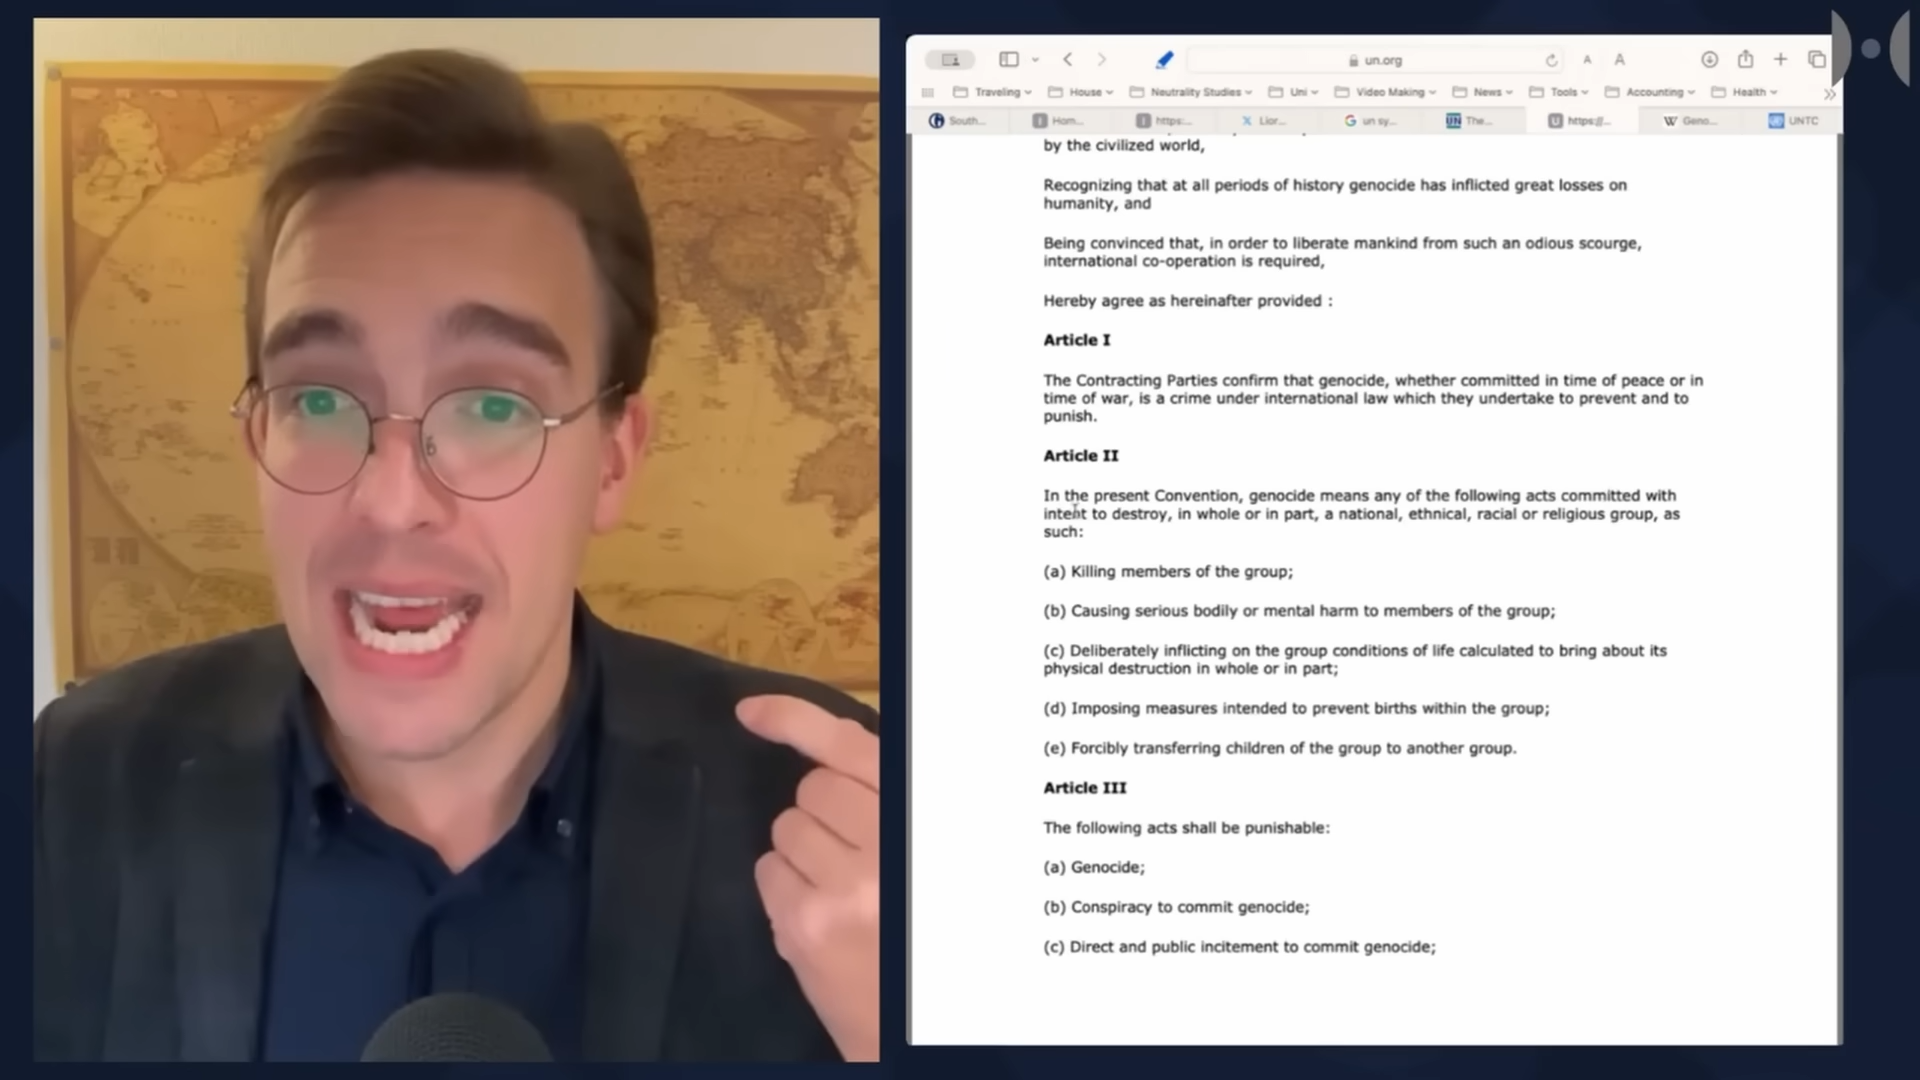 un.org
A A
Traveling House Neutrality Studies Uni Video Making News Tools Accounting Health
South... Hom... https:... Lior... un sy... The... https://... Geno... UNTC
by the civilized world,
Recognizing that at all periods of history genocide has inflicted great losses on
humanity, and
Being convinced that, in order to liberate mankind from such an odious scourge,
international co-operation is required,
Hereby agree as hereinafter provided :
Article I
The Contracting Parties confirm that genocide, whether committed in time of peace or in
time of war, is a crime under international law which they undertake to prevent and to
punish.
Article II
In the present Convention, genocide means any of the following acts committed with
intent to destroy, in whole or in part, a national, ethnical, racial or religious group, as
such:
(a) Killing members of the group;
(b) Causing serious bodily or mental harm to members of the group;
(c) Deliberately inflicting on the group conditions of life calculated to bring about its
physical destruction in whole or in part;
(d) Imposing measures intended to prevent births within the group;
(e) Forcibly transferring children of the group to another group.
Article III
The following acts shall be punishable:
(a) Genocide;
(b) Conspiracy to commit genocide;
(c) Direct and public incitement to commit genocide;